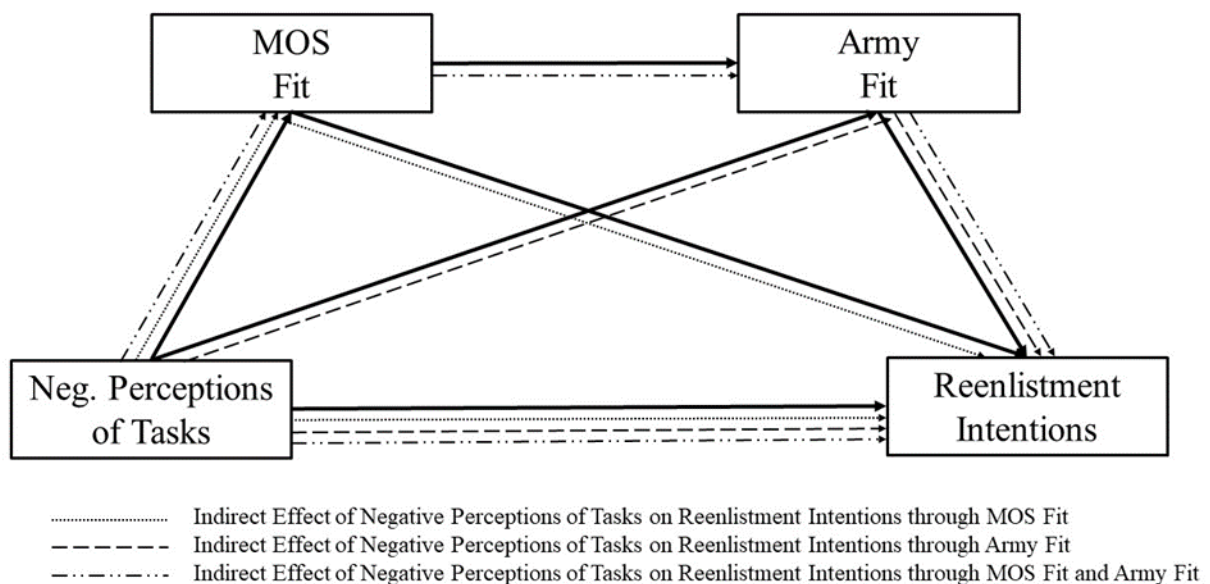 MOS
Fit
Army
Fit
Neg. Perceptions
of Tasks
Reenlistment
Intentions
Indirect Effect of Negative Perceptions of Tasks on Reenlistment Intentions through MOS Fit
Indirect Effect of Negative Perceptions of Tasks on Reenlistment Intentions through Army Fit
Indirect Effect of Negative Perceptions of Tasks on Reenlistment Intentions through MOS Fit and Army Fit